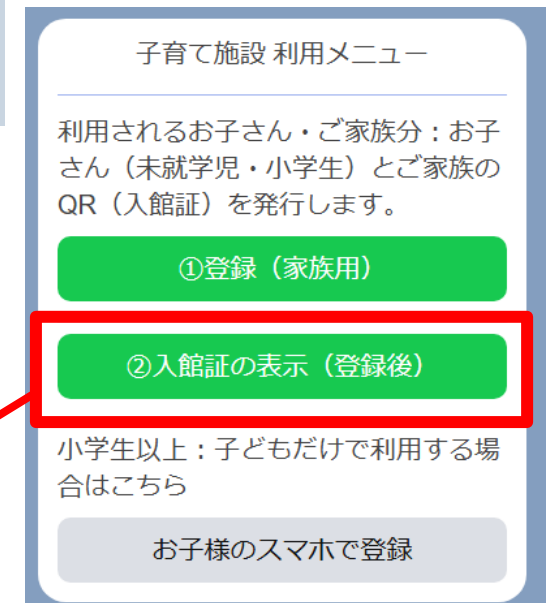 子育て施設 利用メニュー
利用されるお子さん・ご家族分：お子
さん（未就学児・小学生）とご家族の
QR（入館証）を発行します。
①登録（家族用）
②入館証の表示（登録後）
小学生以上：子どもだけで利用する場
合はこちら
お子様のスマホで登録